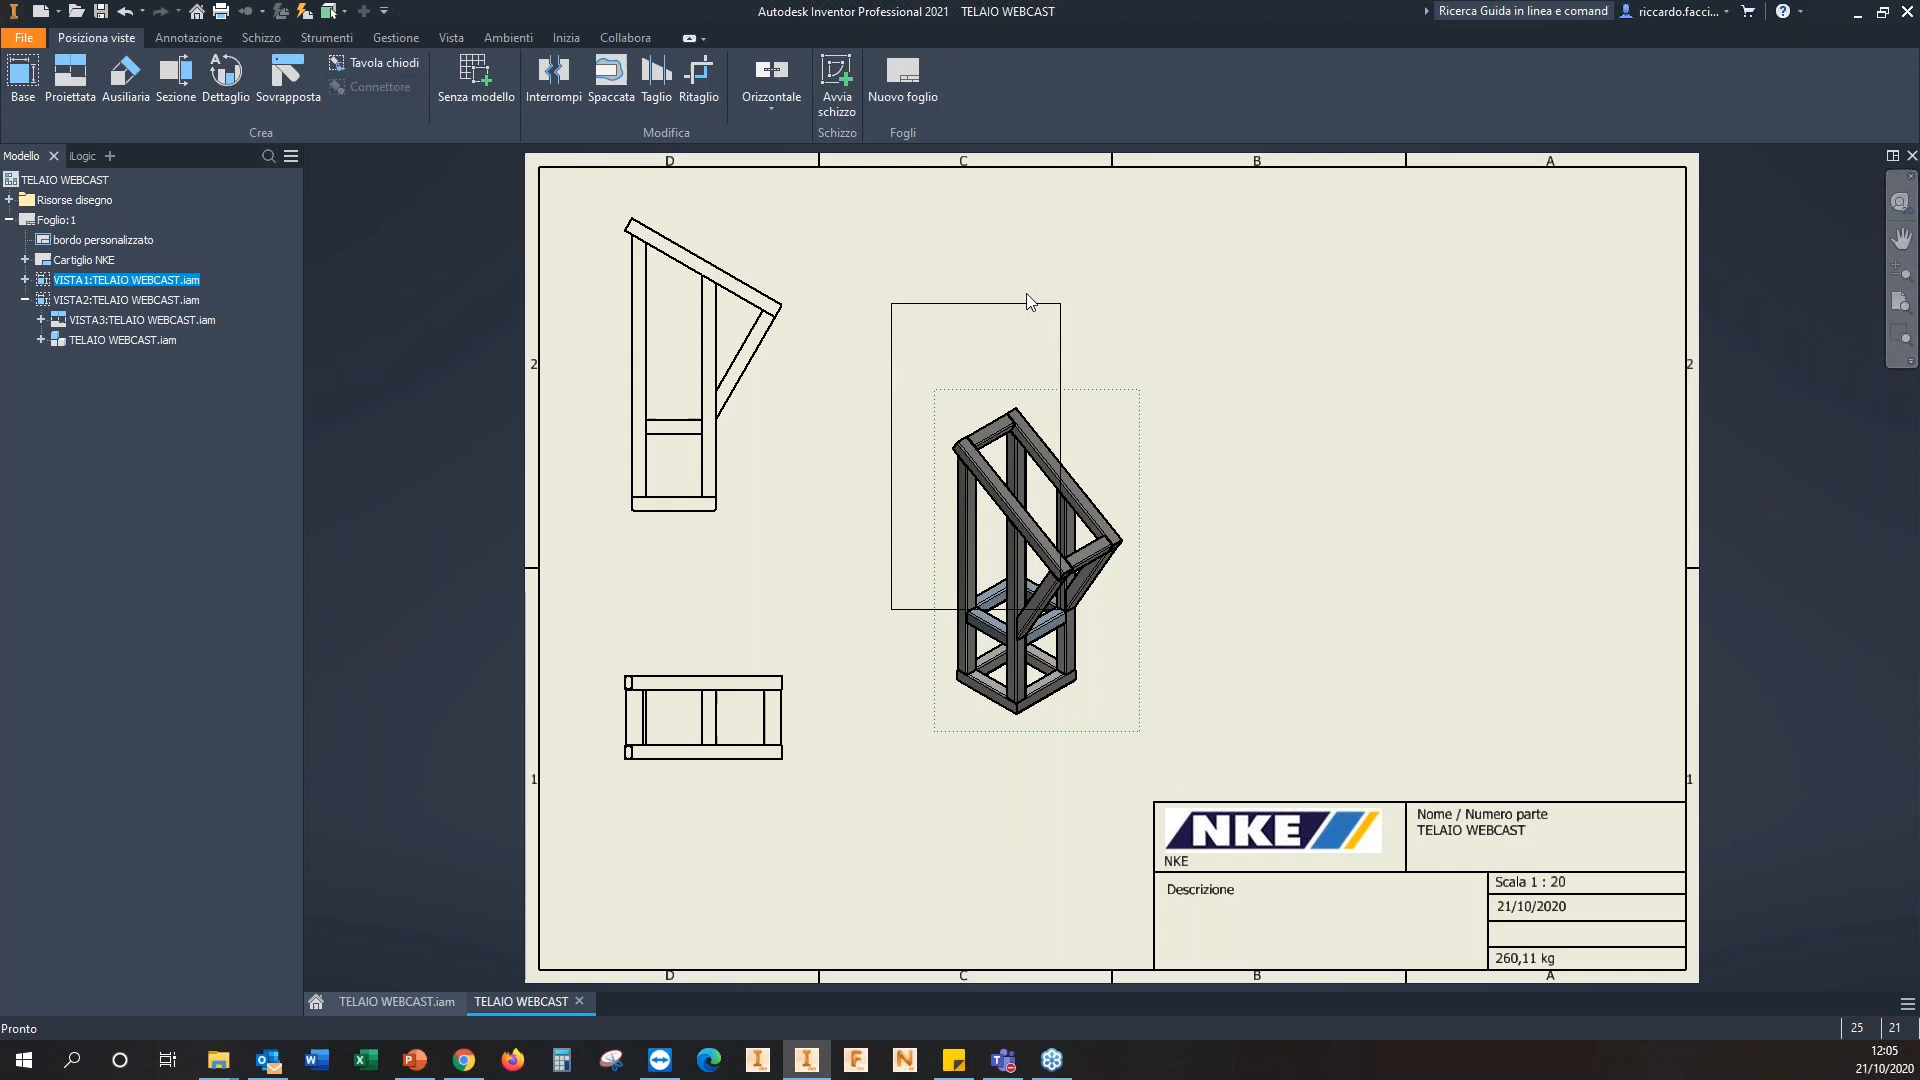 Autodesk Inventor Professional 2021 TELAIO WEBCAST
Ricerca Guida in linea e comand
riccardo.facci...
File Posiziona viste Annotazione Schizzo Strumenti Gestione Vista Ambienti Inizia Collabora
Tavola chiodi
Connettore
Base Proiettata Ausiliaria Sezione Dettaglio Sovrapposta Senza modello Interrompi Spaccata Taglio Ritaglio Orizzontale Avvia schizzo Nuovo foglio
Crea Modifica Schizzo Fogli
Modello iLogic
TELAIO WEBCAST
Risorse disegno
Foglio:1
bordo personalizzato
Cartiglio NKE
VISTA1:TELAIO WEBCAST.iam
VISTA2:TELAIO WEBCAST.iam
VISTA3:TELAIO WEBCAST.iam
TELAIO WEBCAST.iam
D C B A
2 2
1 1
NKE
NKE
Nome / Numero parte
TELAIO WEBCAST
Descrizione
Scala 1 : 20
21/10/2020
260,11 kg
D C B A
TELAIO WEBCAST.iam TELAIO WEBCAST
Pronto
25 21
12:05
21/10/2020